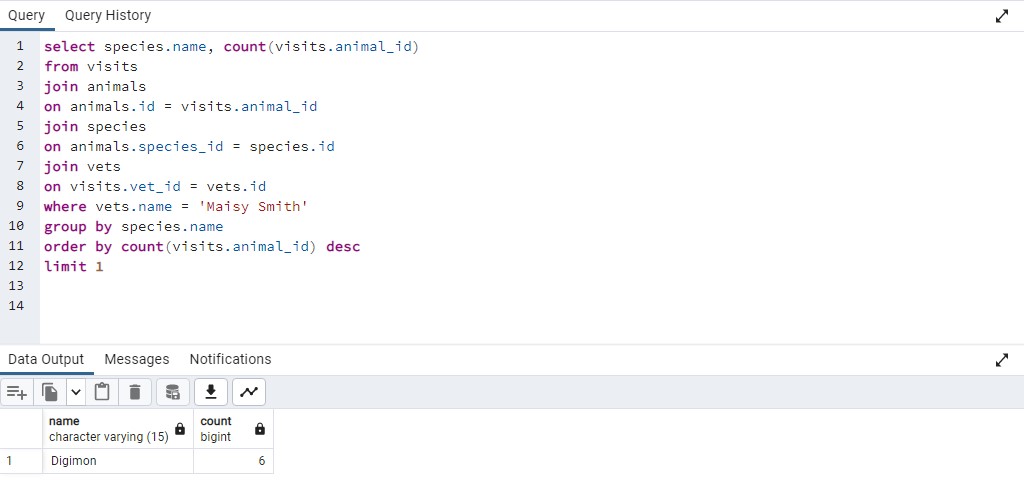 Query Query History
1 select species.name, count(visits.animal_id)
2 from visits
3 join animals
4 on animals.id = visits.animal_id
5 join species
6 on animals.species_id = species.id
7 join vets
8 on visits.vet_id = vets.id
9 where vets.name = 'Maisy Smith'
10 group by species.name
11 order by count(visits.animal_id) desc
12 limit 1
13
14
Data Output Messages Notifications
name count
character varying (15) bigint
1 Digimon 6